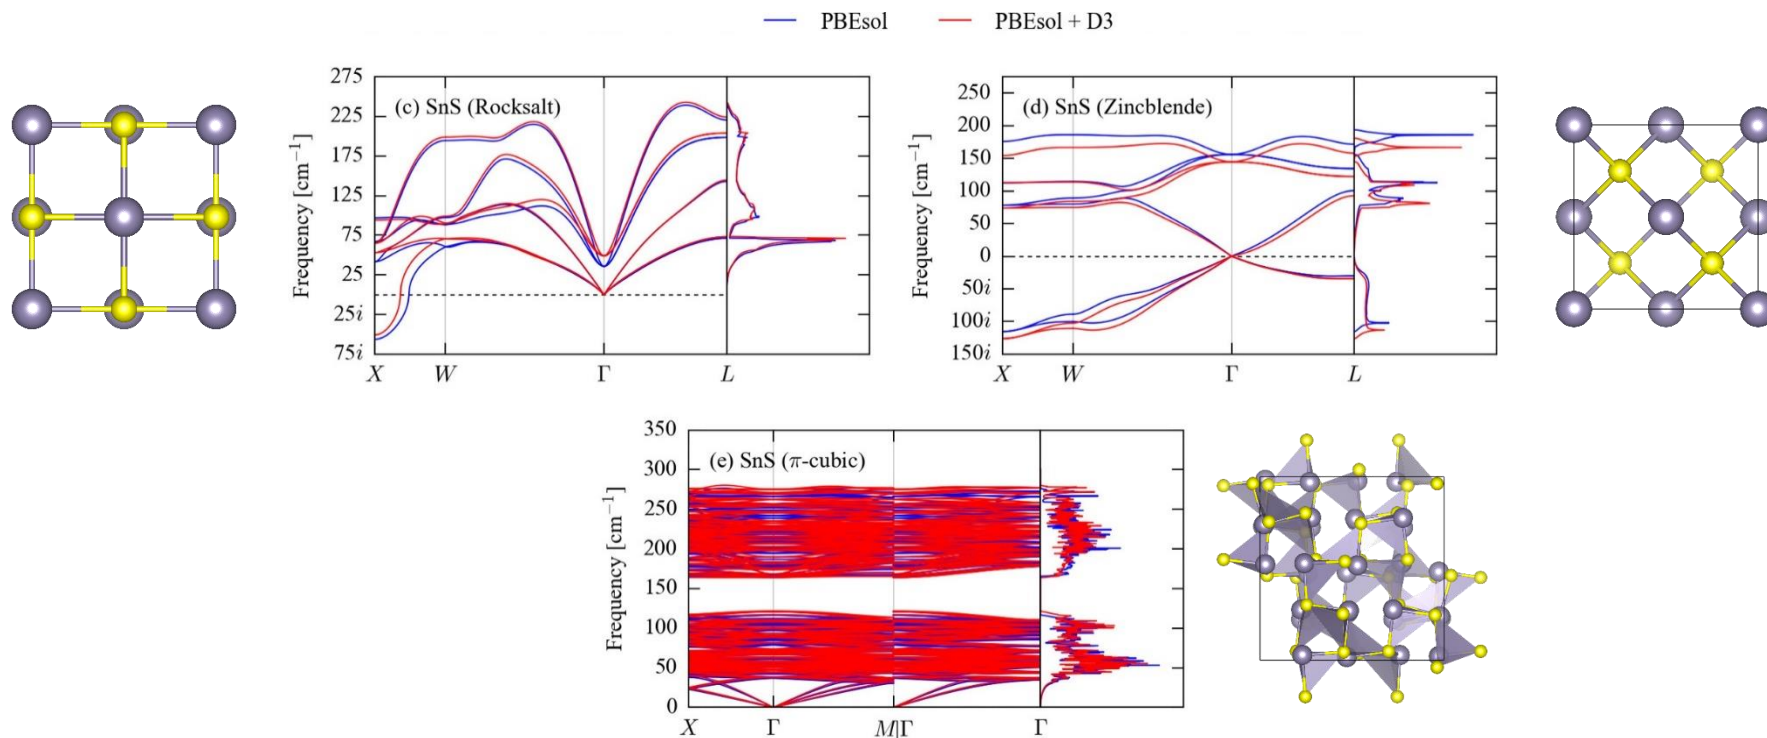 PBEsol PBEsol + D3
(c) SnS (Rocksalt)
Frequency [cm⁻¹]
275
225
175
125
75
25
25i
75i
X W Γ L
(d) SnS (Zincblende)
Frequency [cm⁻¹]
250
200
150
100
50
0
50i
100i
150i
X W Γ L
(e) SnS (π-cubic)
Frequency [cm⁻¹]
350
300
250
200
150
100
50
0
X Γ M|Γ Γ